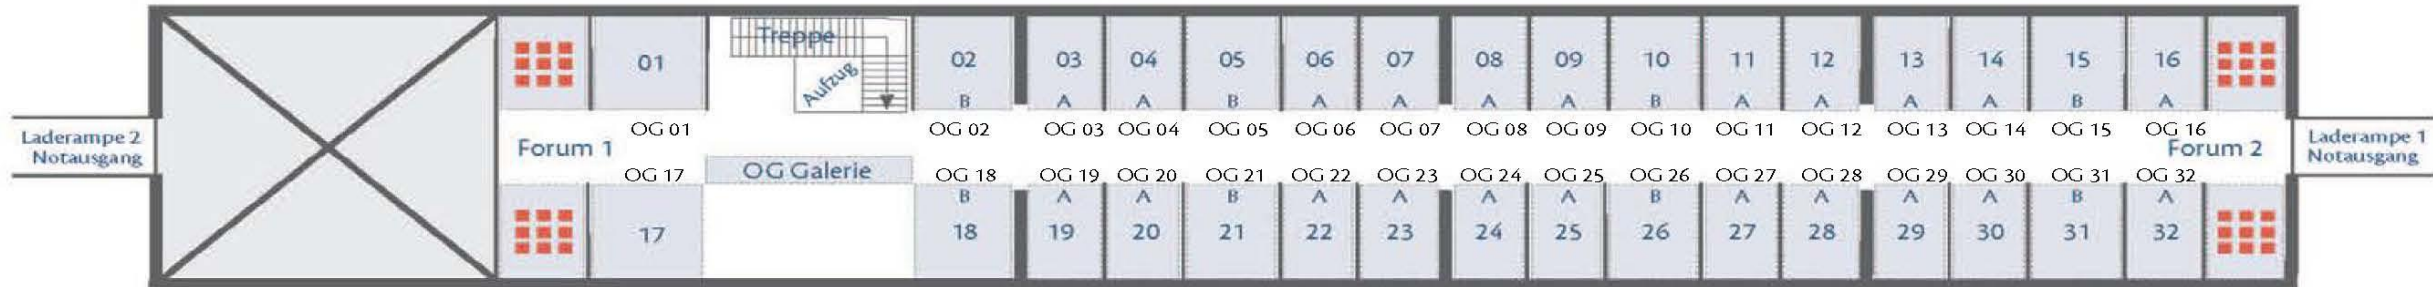 Treppe
Aufzug
01 02 03 04 05 06 07 08 09 10 11 12 13 14 15 16
B A A B A A A A B A A A A B A
OG 01 OG 02 OG 03 OG 04 OG 05 OG 06 OG 07 OG 08 OG 09 OG 10 OG 11 OG 12 OG 13 OG 14 OG 15 OG 16
Laderampe 2
Notausgang
Forum 1
Forum 2
Laderampe 1
Notausgang
OG Galerie
OG 17 OG 18 OG 19 OG 20 OG 21 OG 22 OG 23 OG 24 OG 25 OG 26 OG 27 OG 28 OG 29 OG 30 OG 31 OG 32
B A A B A A A A B A A A A B A
17 18 19 20 21 22 23 24 25 26 27 28 29 30 31 32